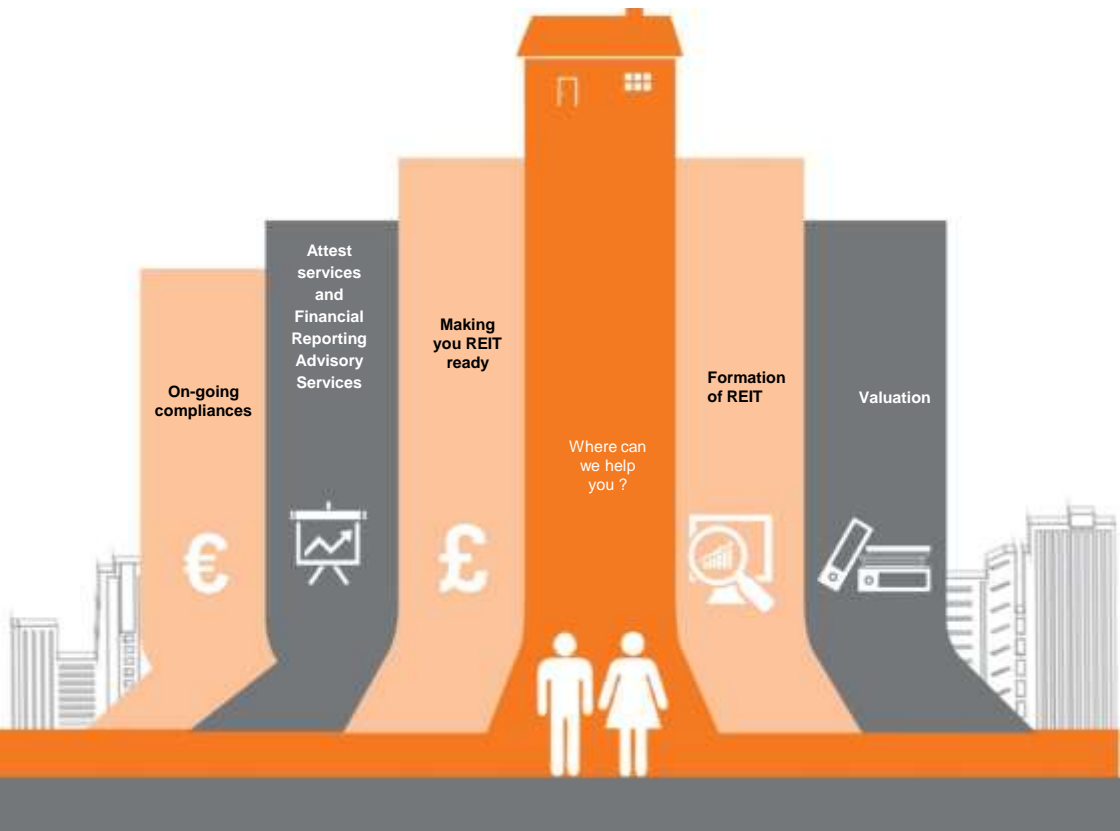 On-going
compliances
Attest
services
and
Financial
Reporting
Advisory
Services
Making
you REIT
ready
Where can
we help
you ?
Formation
of REIT
Valuation
€
£